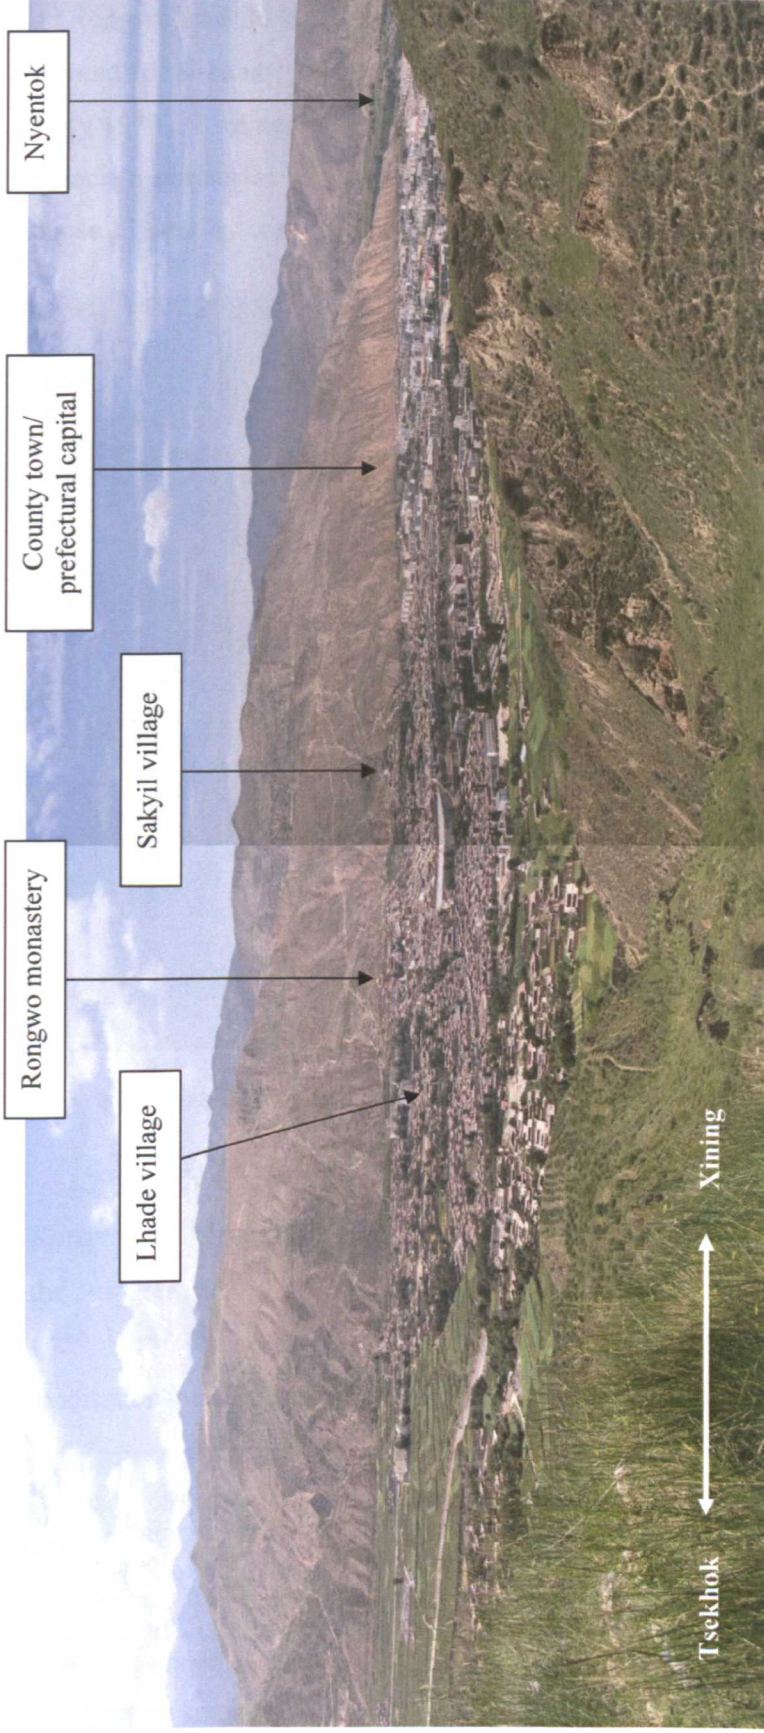 Rongwo monastery
County town/
prefectural capital
Nyentok
Lhade village
Sakyil village
Tsekhok
Xining